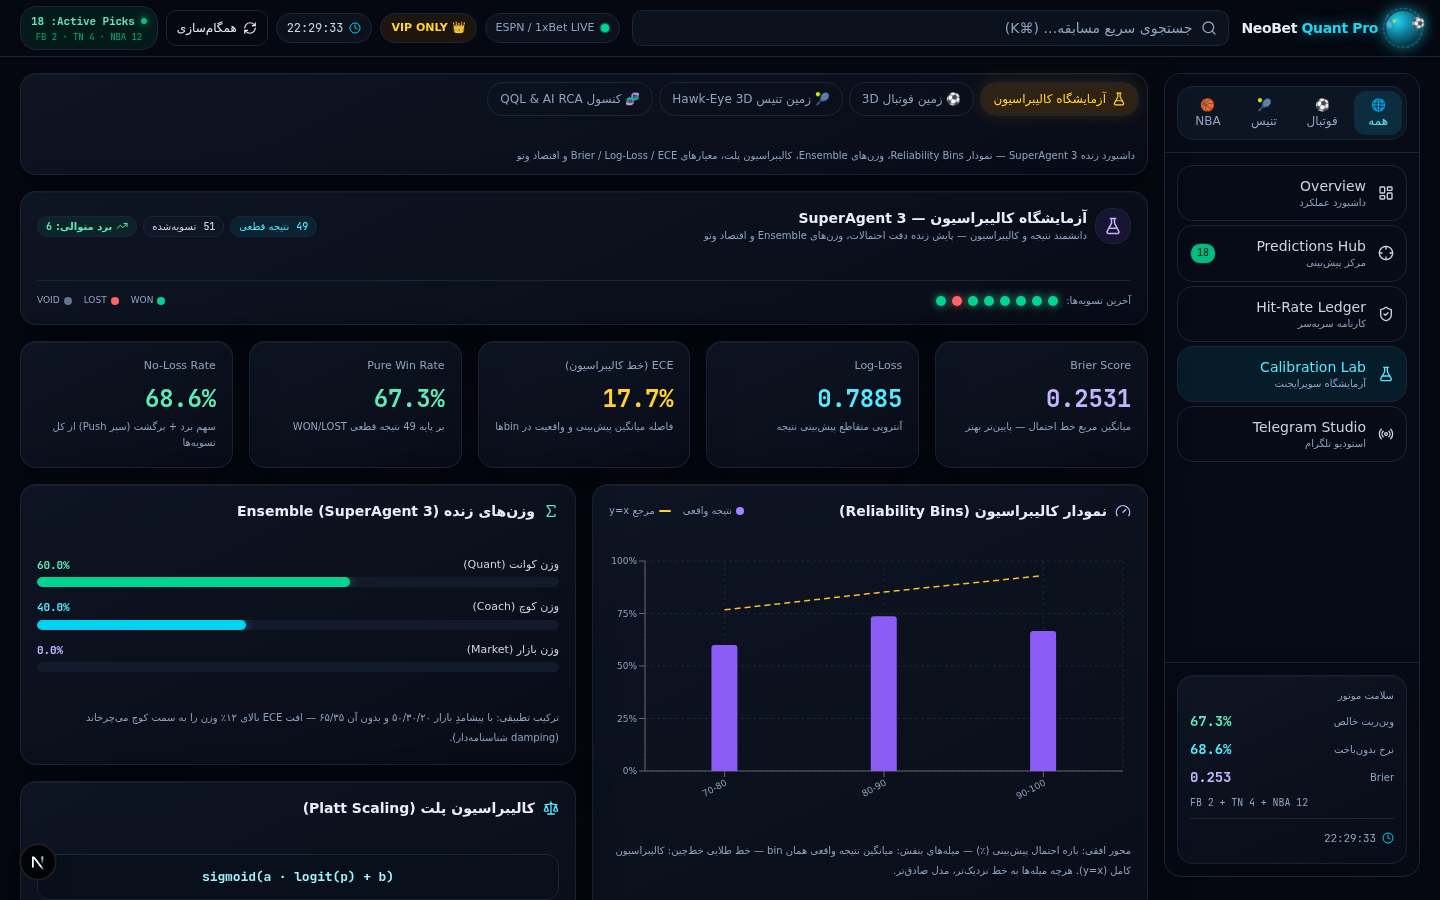 NeoBet Quant Pro
جستجوی سریع مسابقه... (⌘K)
ESPN / 1xBet LIVE
VIP ONLY 👑
22:29:33
همگام‌سازی
18 :Active Picks
FB 2 · TN 4 · NBA 12
🌐 همه
⚽ فوتبال
🎾 تنیس
🏀 NBA
Overview
داشبورد عملکرد
Predictions Hub
مرکز پیش‌بینی
18
Hit-Rate Ledger
کارنامه سربه‌سر
Calibration Lab
آزمایشگاه سوپرایجنت
Telegram Studio
استودیو تلگرام
سلامت موتور
وین‌ریت خالص 67.3%
نرخ بدون‌باخت 68.6%
Brier 0.253
FB 2 + TN 4 + NBA 12
22:29:33
آزمایشگاه کالیبراسیون
⚽ زمین فوتبال 3D
🎾 زمین تنیس Hawk-Eye 3D
🧬 کنسول QQL & AI RCA
داشبورد زنده SuperAgent 3 — نمودار Reliability Bins، وزن‌های Ensemble، کالیبراسیون پلت، معیارهای Brier / Log-Loss / ECE و اقتصاد وتو
آزمایشگاه کالیبراسیون — SuperAgent 3
دانشمند نتیجه و کالیبراسیون — پایش زنده دقت احتمالات، وزن‌های Ensemble و اقتصاد وتو
49 نتیجه قطعی
51 تسویه‌شده
برد متوالی: 6
آخرین تسویه‌ها:
WON
LOST
VOID
Brier Score
0.2531
میانگین مربع خط احتمال — پایین‌تر بهتر
Log-Loss
0.7885
آنتروپی متقاطع پیش‌بینی نتیجه
ECE (خط کالیبراسیون)
17.7%
فاصله میانگین پیش‌بینی و واقعیت در binها
Pure Win Rate
67.3%
بر پایه 49 نتیجه قطعی WON/LOST
No-Loss Rate
68.6%
سهم برد + برگشت (سپر Push) از کل
تسویه‌ها
نمودار کالیبراسیون (Reliability Bins)
نتیجه واقعی
مرجع y=x
100%
75%
50%
25%
0%
70-80
80-90
90-100
محور افقی: بازه احتمال پیش‌بینی (٪) — میله‌های بنفش: میانگین نتیجه واقعی همان bin — خط طلایی خط‌چین: کالیبراسیون
کامل (y=x). هرچه میله‌ها به خط نزدیک‌تر، مدل صادق‌تر.
وزن‌های زنده Ensemble (SuperAgent 3)
وزن کوانت (Quant) 60.0%
وزن کوچ (Coach) 40.0%
وزن بازار (Market) 0.0%
ترکیب تطبیقی: با پیشامدِ بازار ۵۰/۳۰/۲۰ و بدون آن ۶۵/۳۵ — افت ECE بالای ۱۲٪ وزن را به سمت کوچ می‌چرخاند
(damping شناسنامه‌دار).
کالیبراسیون پلت (Platt Scaling)
sigmoid(a · logit(p) + b)
N